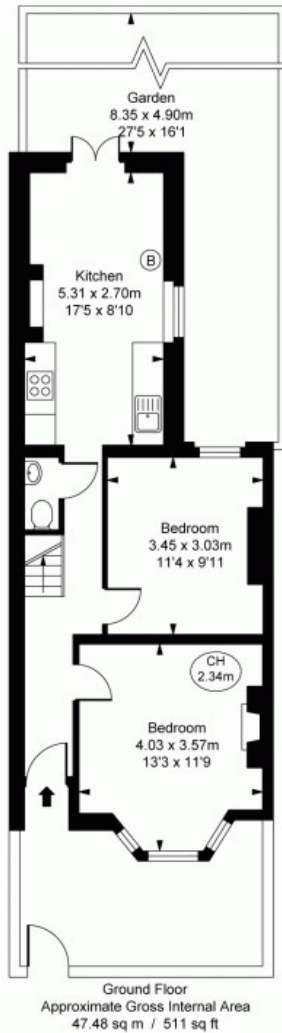 Garden
8.35 x 4.90m
27'5 x 16'1
B
Kitchen
5.31 x 2.70m
17'5 x 8'10
Bedroom
3.45 x 3.03m
11'4 x 9'11
CH
2.34m
Bedroom
4.03 x 3.57m
13'3 x 11'9
Ground Floor
Approximate Gross Internal Area
47.48 sq m / 511 sq ft